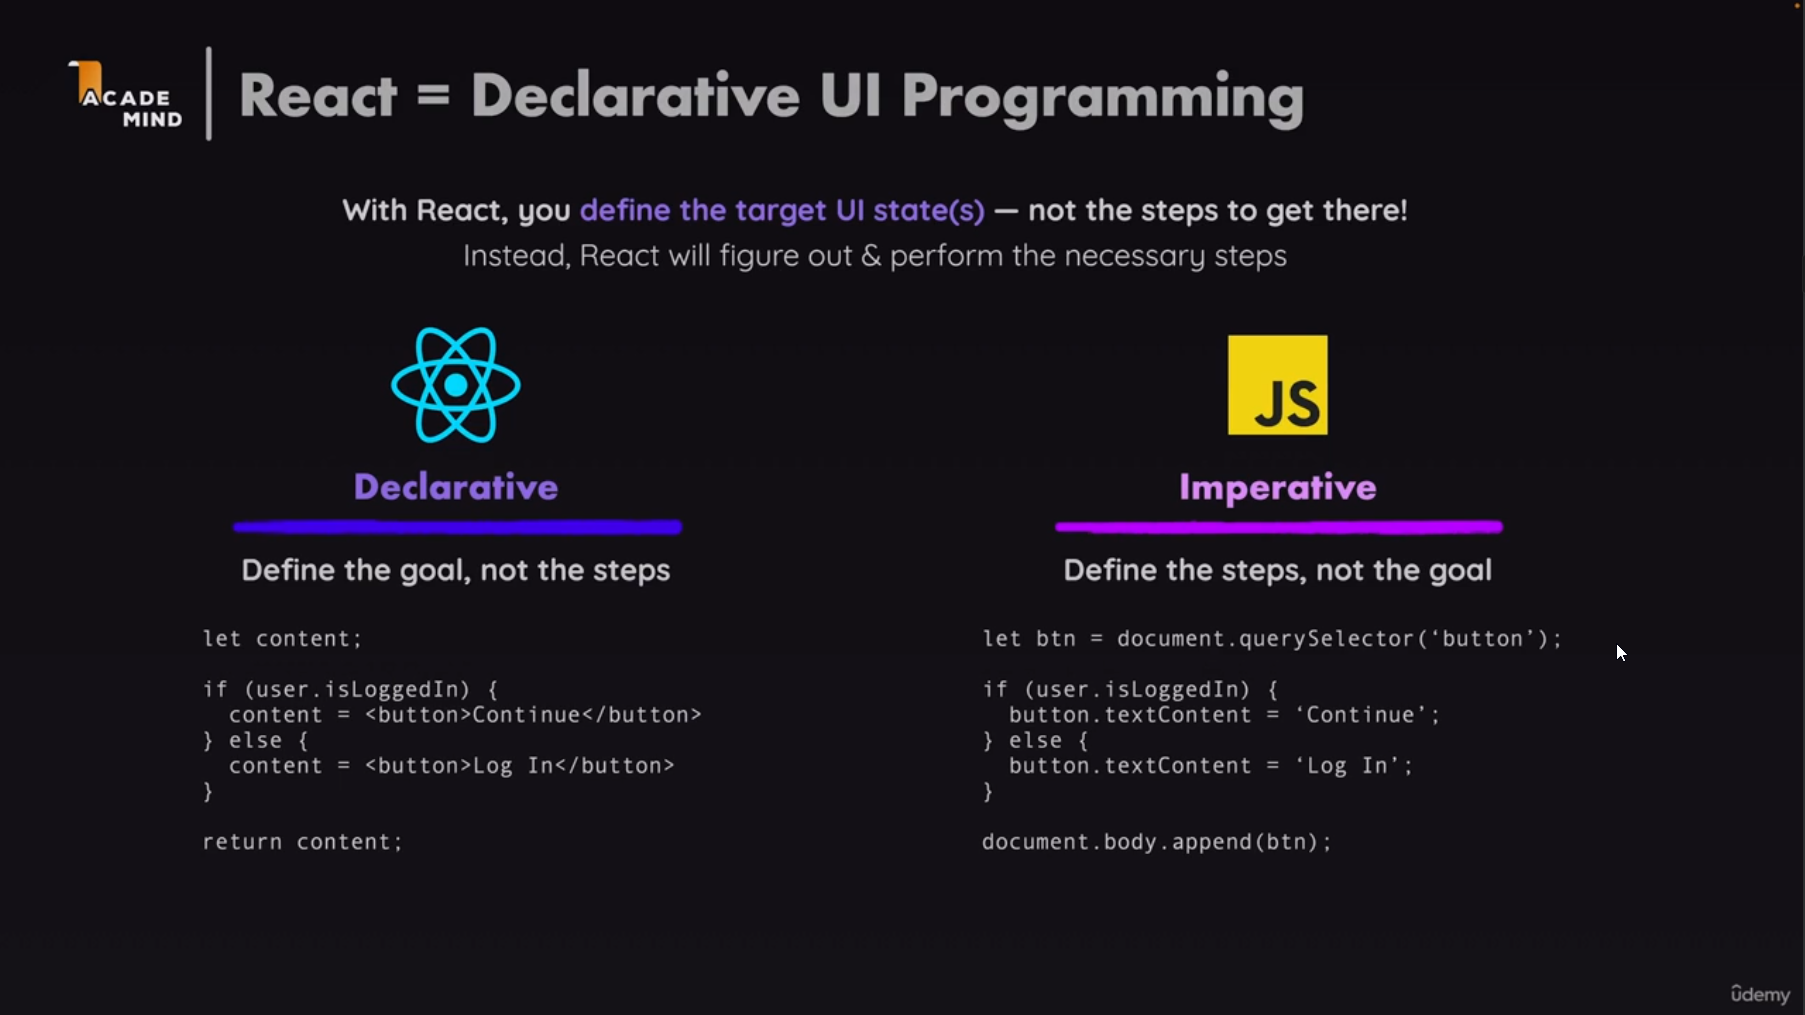 ACADE
MIND
React = Declarative UI Programming
With React, you define the target UI state(s) — not the steps to get there!
Instead, React will figure out & perform the necessary steps
Declarative
Define the goal, not the steps
let content;
if (user.isLoggedIn) {
  content = <button>Continue</button>
} else {
  content = <button>Log In</button>
}
return content;
JS
Imperative
Define the steps, not the goal
let btn = document.querySelector(‘button’);
if (user.isLoggedIn) {
  button.textContent = ‘Continue’;
} else {
  button.textContent = ‘Log In’;
}
document.body.append(btn);
ûdemy